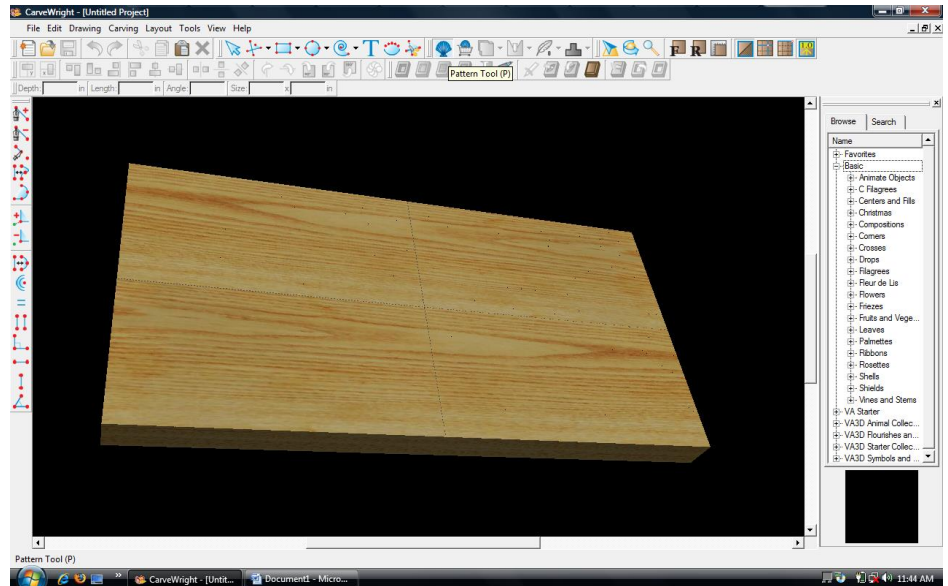 CarveWright - [Untitled Project]
File Edit Drawing Carving Layout Tools View Help
T
F R
Pattern Tool (P)
Depth: in Length: in Angle: Size: x in
Browse Search
Name
Favorites
Basic
Animate Objects
C Filagrees
Centers and Fills
Christmas
Compositions
Corners
Crosses
Drops
Filagrees
Fleur de Lis
Flowers
Friezes
Fruits and Vege...
Leaves
Palmettes
Ribbons
Rosettes
Shells
Shields
Vines and Stems
VA Starter
VA3D Animal Collec...
VA3D Flourishes an...
VA3D Starter Collec...
VA3D Symbols and ...
Pattern Tool (P)
CarveWright - [Untit...
Document1 - Micro...
11:44 AM